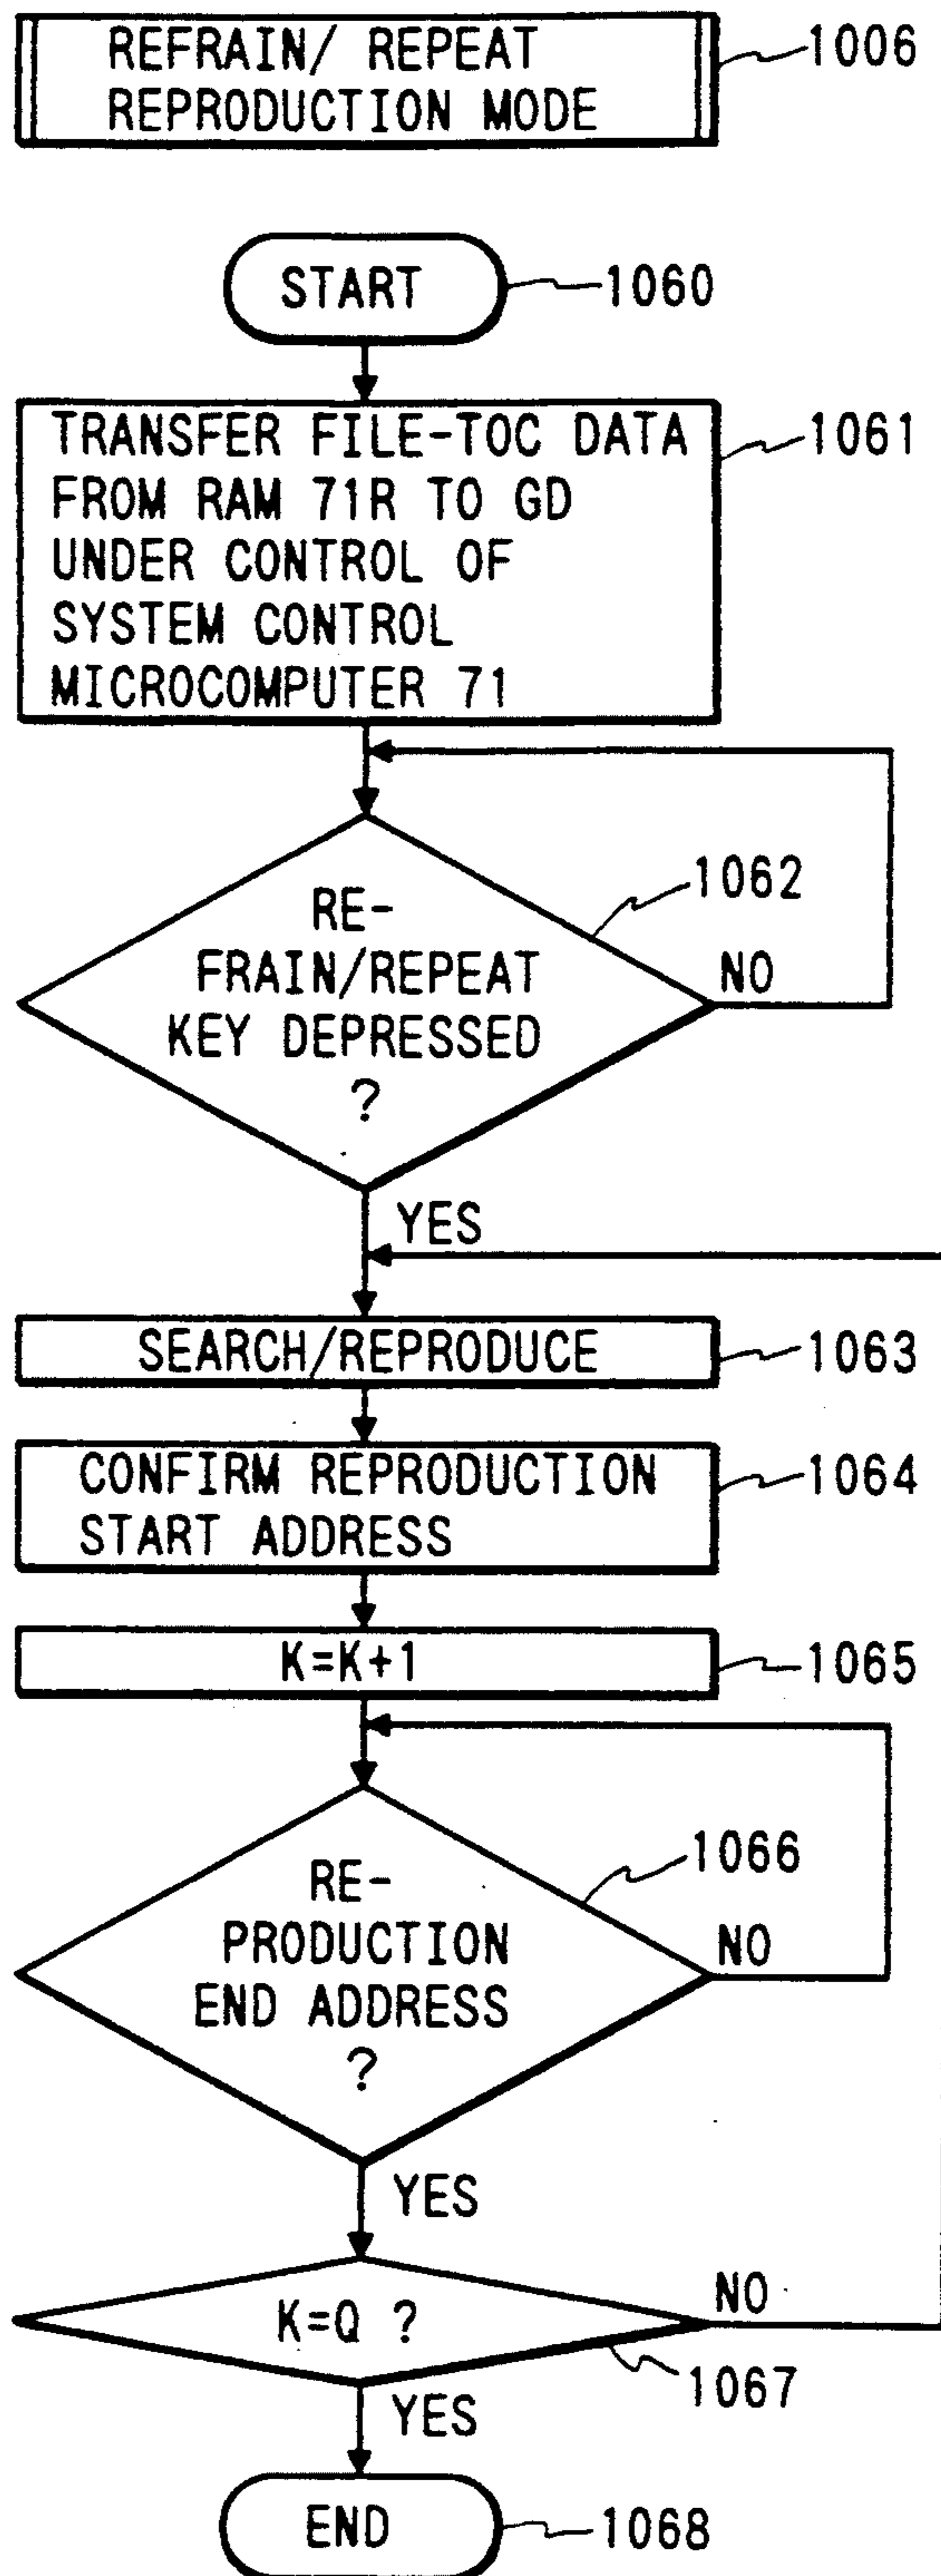 REFRAIN/ REPEAT
REPRODUCTION MODE
1006
START
1060
TRANSFER FILE-TOC DATA
FROM RAM 71R TO GD
UNDER CONTROL OF
SYSTEM CONTROL
MICROCOMPUTER 71
1061
RE-
FRAIN/REPEAT
KEY DEPRESSED
?
1062
NO
YES
SEARCH/REPRODUCE
1063
CONFIRM REPRODUCTION
START ADDRESS
1064
K=K+1
1065
RE-
PRODUCTION
END ADDRESS
?
1066
NO
YES
K=Q ?
NO
1067
YES
END
1068